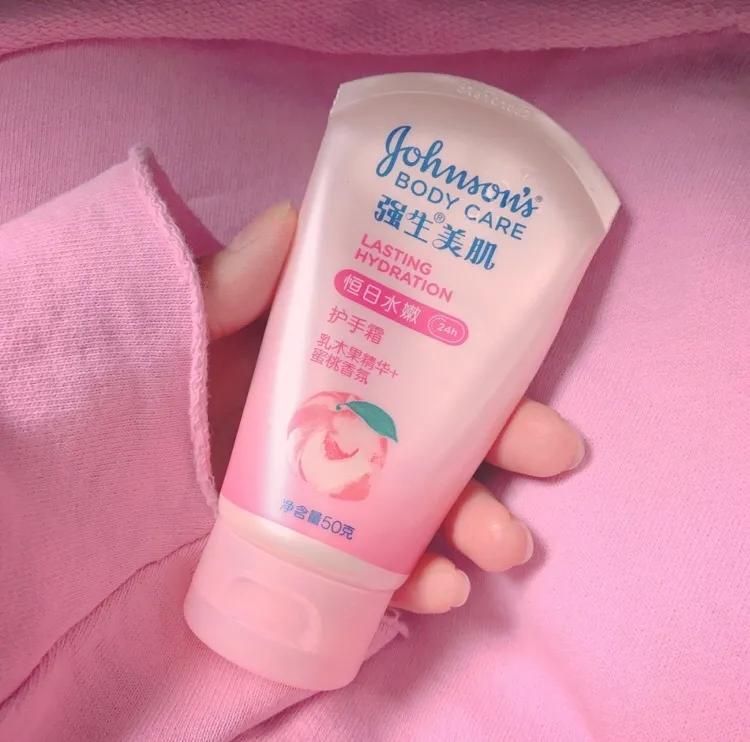 Johnson's®
BODY CARE
强生®美肌
LASTING
HYDRATION
恒日水嫩 24h
护手霜
乳木果精华+
蜜桃香氛
净含量50克